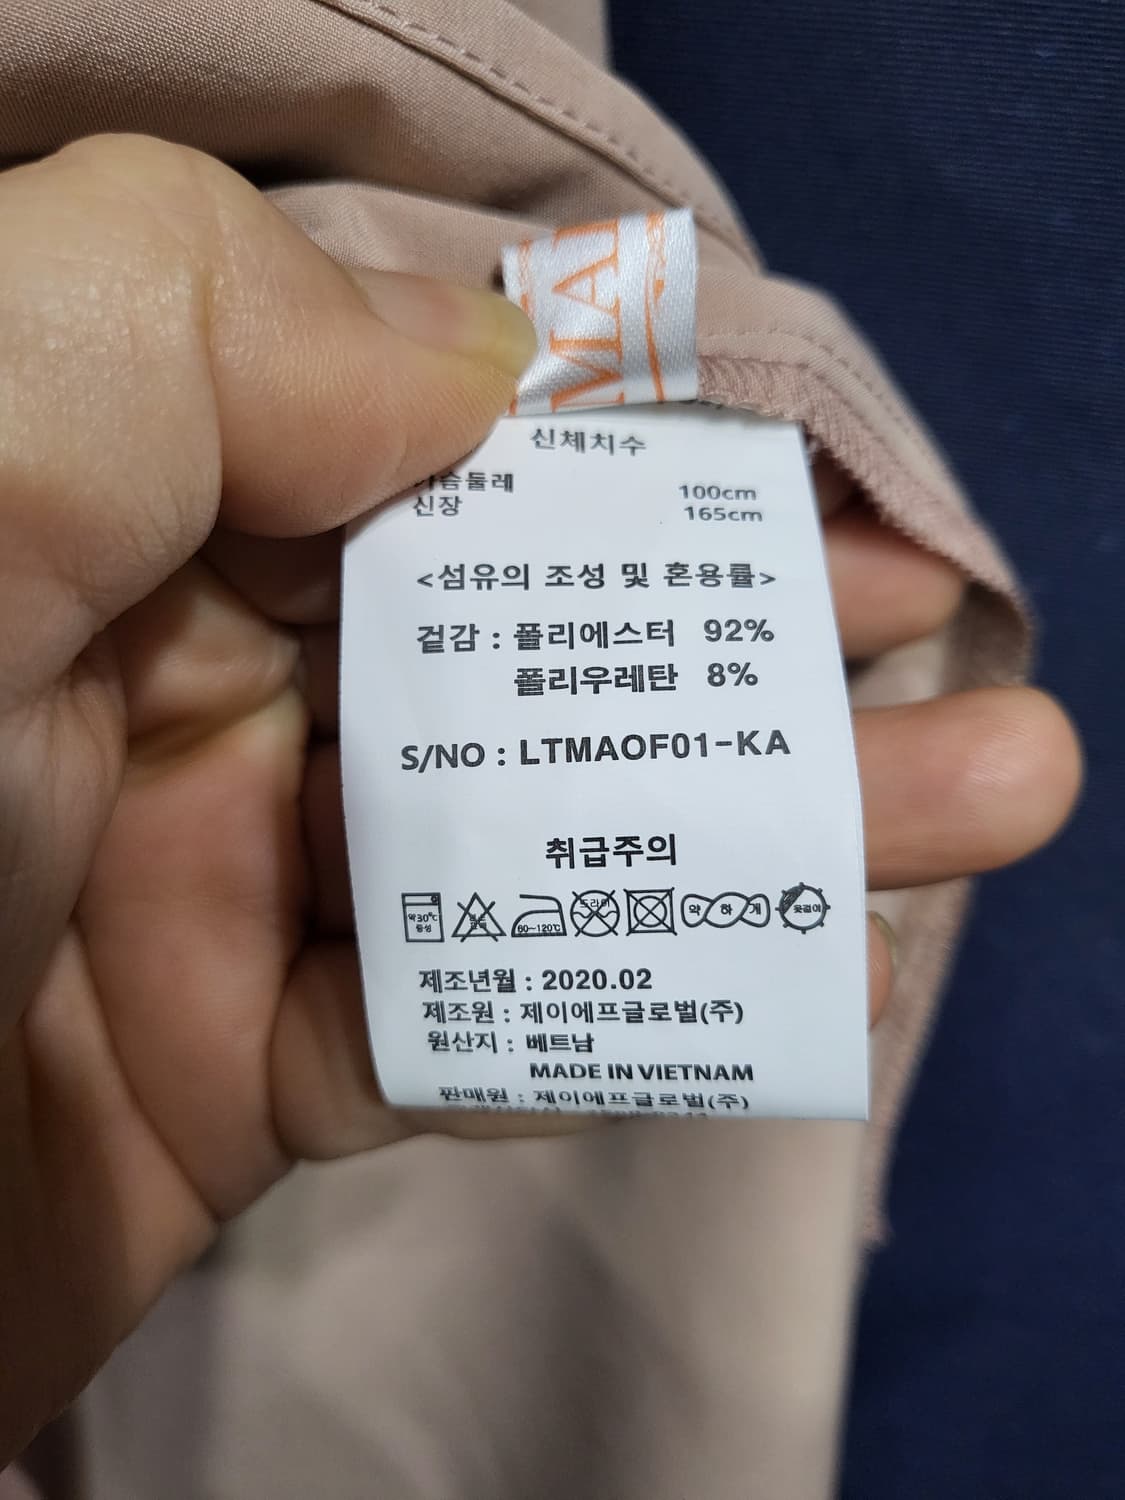 MA
신체치수
가슴둘레 100cm
신장 165cm
<섬유의 조성 및 혼용률>
겉감 : 폴리에스터 92%
폴리우레탄 8%
S/NO : LTMAOF01-KA
취급주의
약30℃ 중성
60~120℃
드라이
약하게
옷걸이
제조년월 : 2020.02
제조원 : 제이에프글로벌(주)
원산지 : 베트남
MADE IN VIETNAM
판매원 : 제이에프글로벌(주)